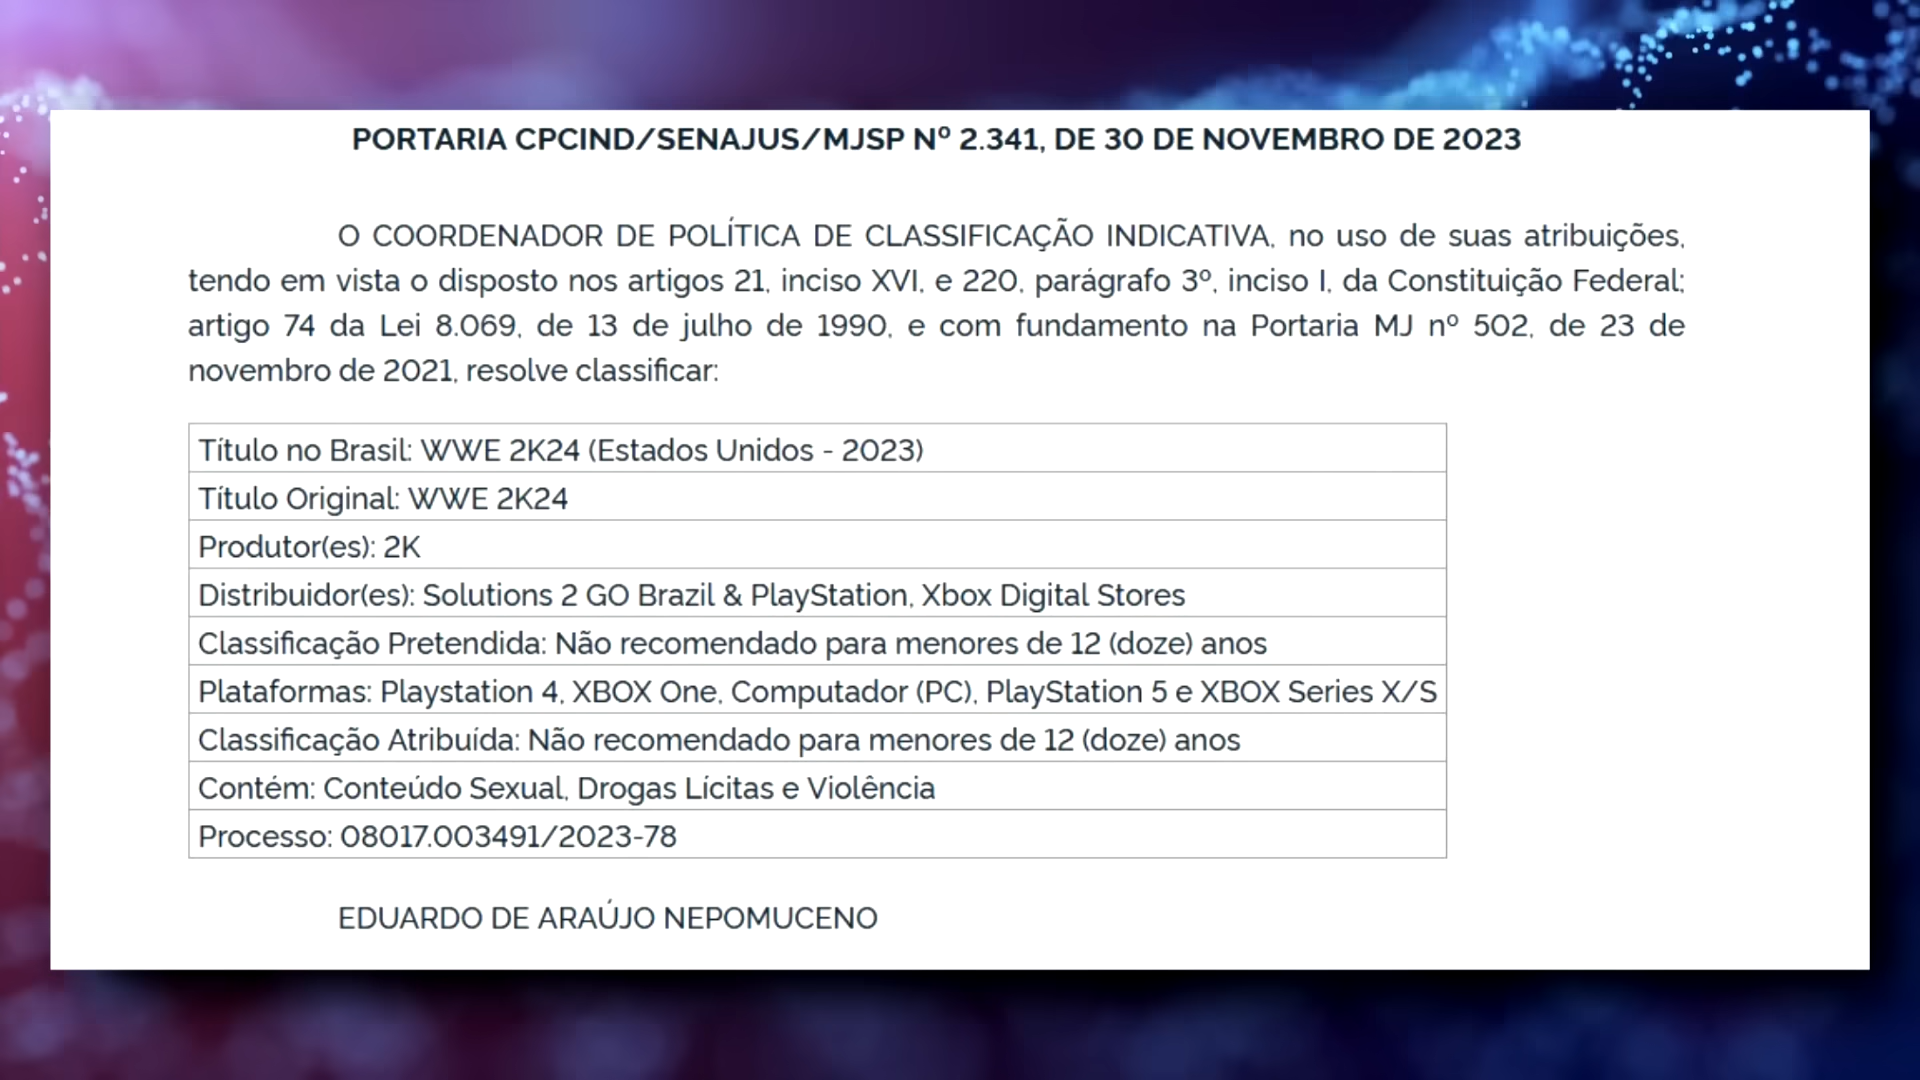 PORTARIA CPCIND/SENAJUS/MJSP Nº 2.341, DE 30 DE NOVEMBRO DE 2023
O COORDENADOR DE POLÍTICA DE CLASSIFICAÇÃO INDICATIVA, no uso de suas atribuições,
tendo em vista o disposto nos artigos 21, inciso XVI, e 220, parágrafo 3º, inciso I, da Constituição Federal;
artigo 74 da Lei 8.069, de 13 de julho de 1990, e com fundamento na Portaria MJ nº 502, de 23 de
novembro de 2021, resolve classificar:
Título no Brasil: WWE 2K24 (Estados Unidos - 2023)
Título Original: WWE 2K24
Produtor(es): 2K
Distribuidor(es): Solutions 2 GO Brazil & PlayStation, Xbox Digital Stores
Classificação Pretendida: Não recomendado para menores de 12 (doze) anos
Plataformas: Playstation 4, XBOX One, Computador (PC), PlayStation 5 e XBOX Series X/S
Classificação Atribuída: Não recomendado para menores de 12 (doze) anos
Contém: Conteúdo Sexual, Drogas Lícitas e Violência
Processo: 08017.003491/2023-78
EDUARDO DE ARAÚJO NEPOMUCENO